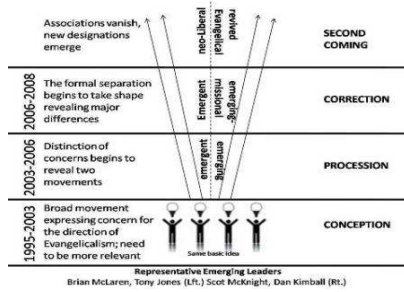 Associations vanish,
new designations
emerge
neo-Liberal
revived
Evangelical
SECOND
COMING
2006-2008
The formal separation
begins to take shape
revealing major
differences
Emergent
emerging-
missional
CORRECTION
2003-2006
Distinction of
concerns begins to
reveal two
movements
emergent
emerging
PROCESSION
1995-2003
Broad movement
expressing concern for
the direction of
Evangelicalism; need
to be more relevant
Same basic idea
CONCEPTION
Representative Emerging Leaders
Brian McLaren, Tony Jones (Lft.) Scot McKnight, Dan Kimball (Rt.)